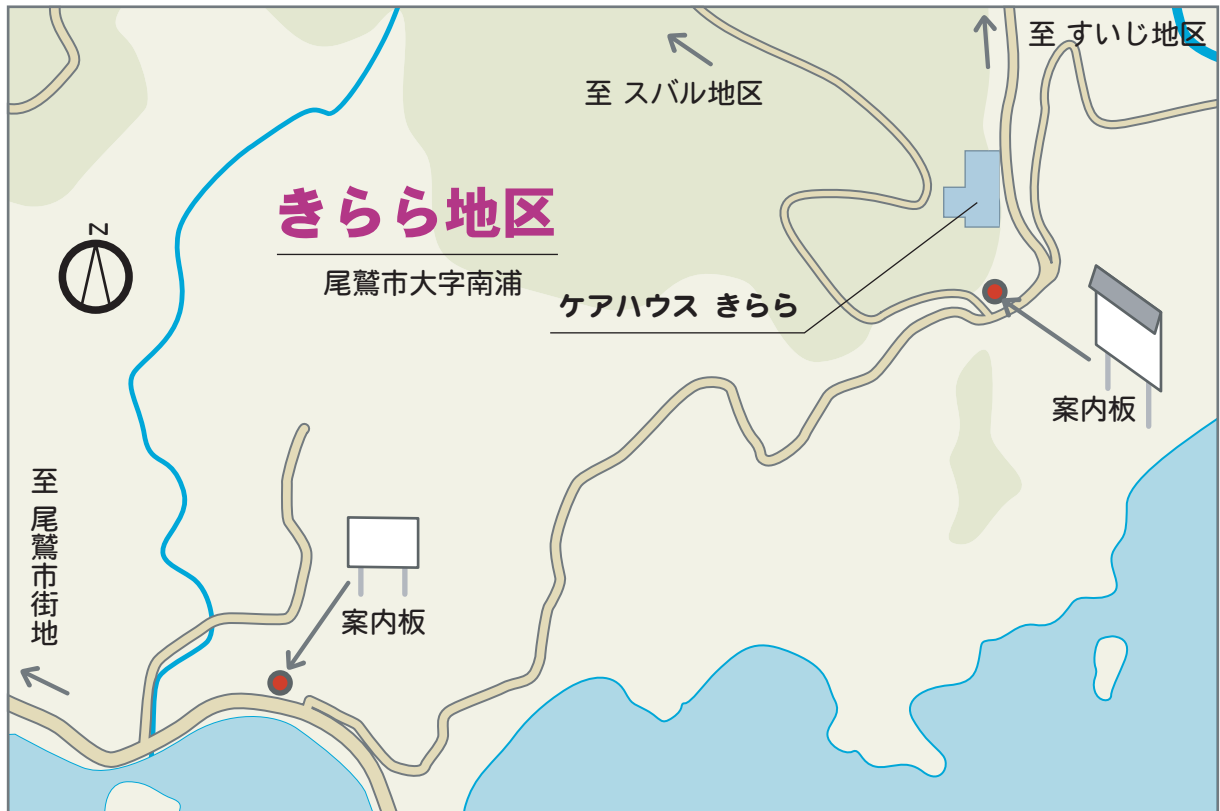 至 すいじ地区
至 スバル地区
きらら地区
尾鷲市大字南浦
ケアハウス きらら
案内板
至 尾鷲市街地
案内板
N